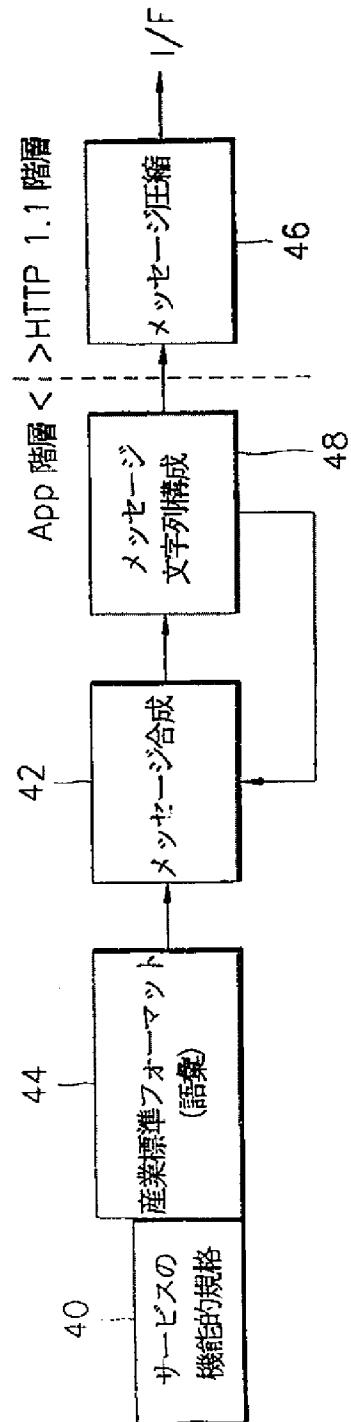 App 階層 < > HTTP 1.1 階層
40
サービスの
機能的規格
44
産業標準フォーマット
(語彙)
42
メッセージ合成
メッセージ
文字列構成
48
メッセージ圧縮
46
I/F